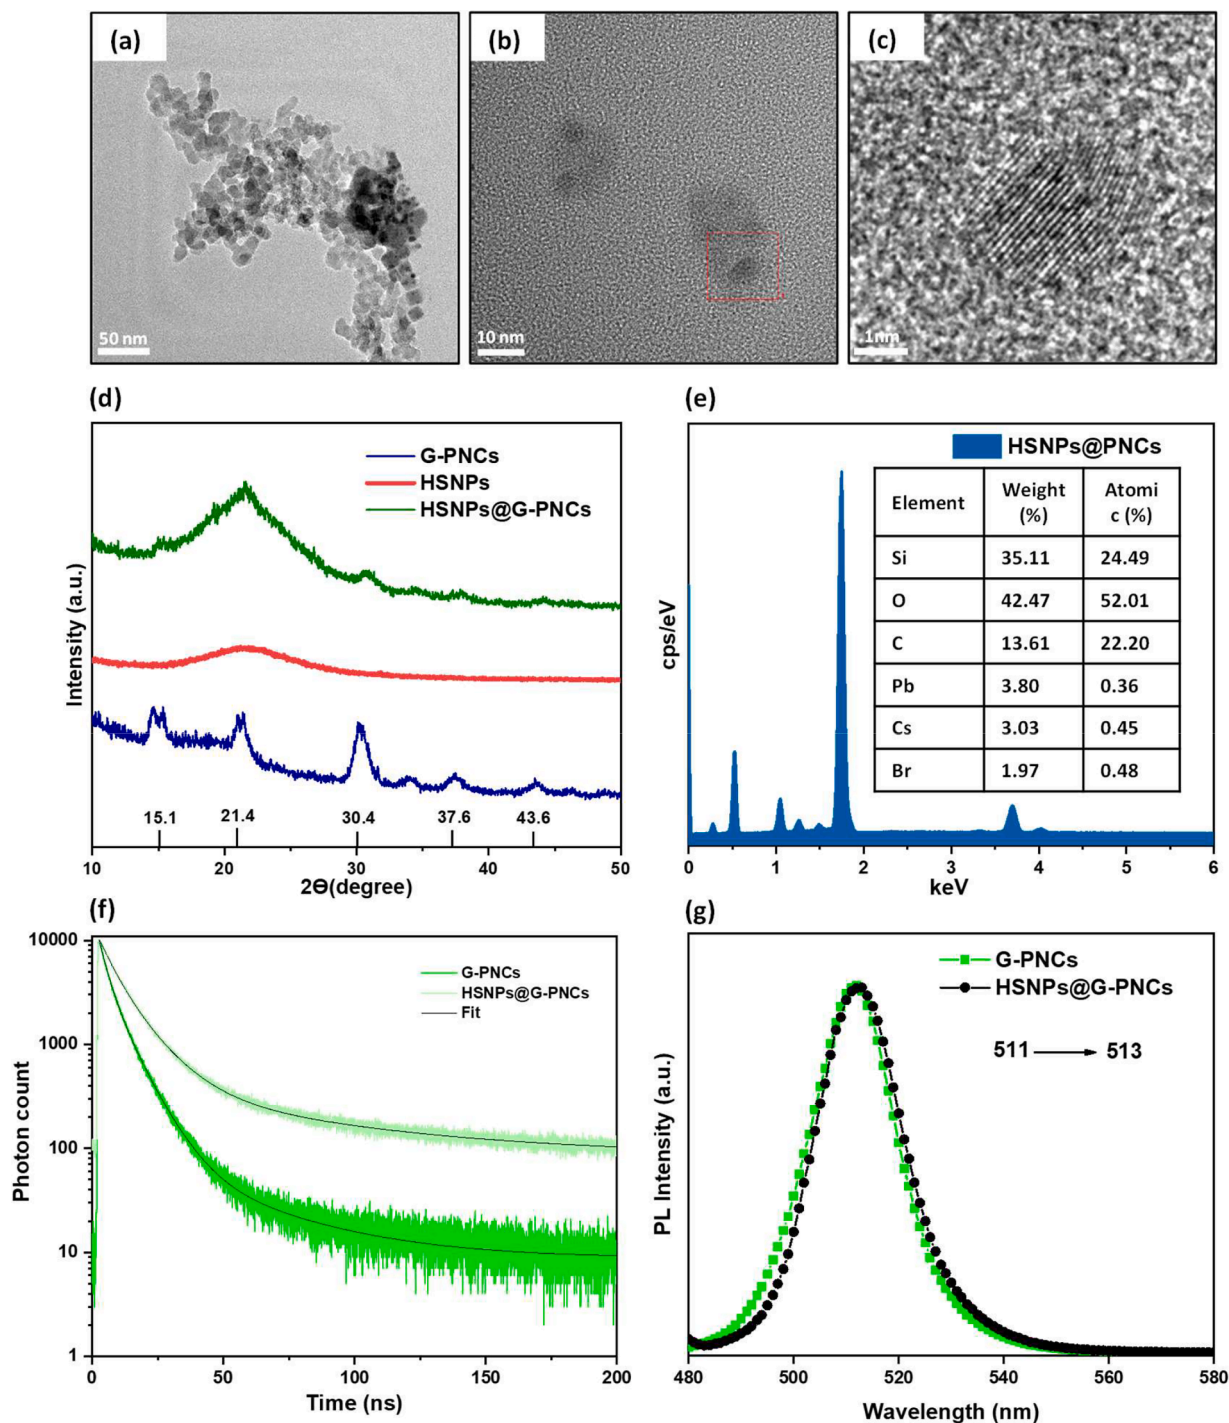 (a)
50 nm
(b)
10 nm
(c)
1nm
(d)
G-PNCs
HSNPs
HSNPs@G-PNCs
Intensity (a.u.)
15.1 21.4 30.4 37.6 43.6
10 20 30 40 50
2ϴ(degree)
(e)
HSNPs@PNCs
Element Weight (%) Atomi c (%)
Si 35.11 24.49
O 42.47 52.01
C 13.61 22.20
Pb 3.80 0.36
Cs 3.03 0.45
Br 1.97 0.48
cps/eV
0 1 2 3 4 5 6
keV
(f)
10000
1000
100
10
1
G-PNCs
HSNPs@G-PNCs
Fit
Photon count
0 50 100 150 200
Time (ns)
(g)
G-PNCs
HSNPs@G-PNCs
511 → 513
PL Intensity (a.u.)
480 500 520 540 560 580
Wavelength (nm)